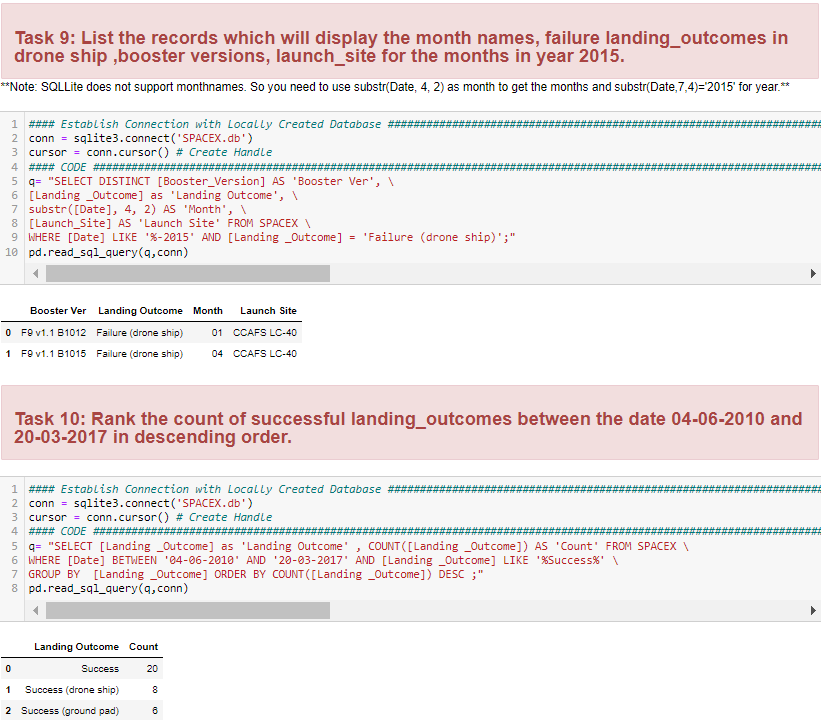 Task 9: List the records which will display the month names, failure landing_outcomes in
drone ship ,booster versions, launch_site for the months in year 2015.
**Note: SQLLite does not support monthnames. So you need to use substr(Date, 4, 2) as month to get the months and substr(Date,7,4)='2015' for year.**
1 #### Establish Connection with Locally Created Database ####################################################################
2 conn = sqlite3.connect('SPACEX.db')
3 cursor = conn.cursor() # Create Handle
4 #### CODE ####################################################################################################################
5 q= "SELECT DISTINCT [Booster_Version] AS 'Booster Ver', \
6 [Landing _Outcome] as 'Landing Outcome', \
7 substr([Date], 4, 2) AS 'Month', \
8 [Launch_Site] AS 'Launch Site' FROM SPACEX \
9 WHERE [Date] LIKE '%-2015' AND [Landing _Outcome] = 'Failure (drone ship)';"
10 pd.read_sql_query(q,conn)
Booster Ver Landing Outcome Month Launch Site
0 F9 v1.1 B1012 Failure (drone ship) 01 CCAFS LC-40
1 F9 v1.1 B1015 Failure (drone ship) 04 CCAFS LC-40
Task 10: Rank the count of successful landing_outcomes between the date 04-06-2010 and
20-03-2017 in descending order.
1 #### Establish Connection with Locally Created Database ####################################################################
2 conn = sqlite3.connect('SPACEX.db')
3 cursor = conn.cursor() # Create Handle
4 #### CODE ####################################################################################################################
5 q= "SELECT [Landing _Outcome] as 'Landing Outcome' , COUNT([Landing _Outcome]) AS 'Count' FROM SPACEX \
6 WHERE [Date] BETWEEN '04-06-2010' AND '20-03-2017' AND [Landing _Outcome] LIKE '%Success%' \
7 GROUP BY  [Landing _Outcome] ORDER BY COUNT([Landing _Outcome]) DESC ;"
8 pd.read_sql_query(q,conn)
Landing Outcome Count
0 Success 20
1 Success (drone ship) 8
2 Success (ground pad) 6